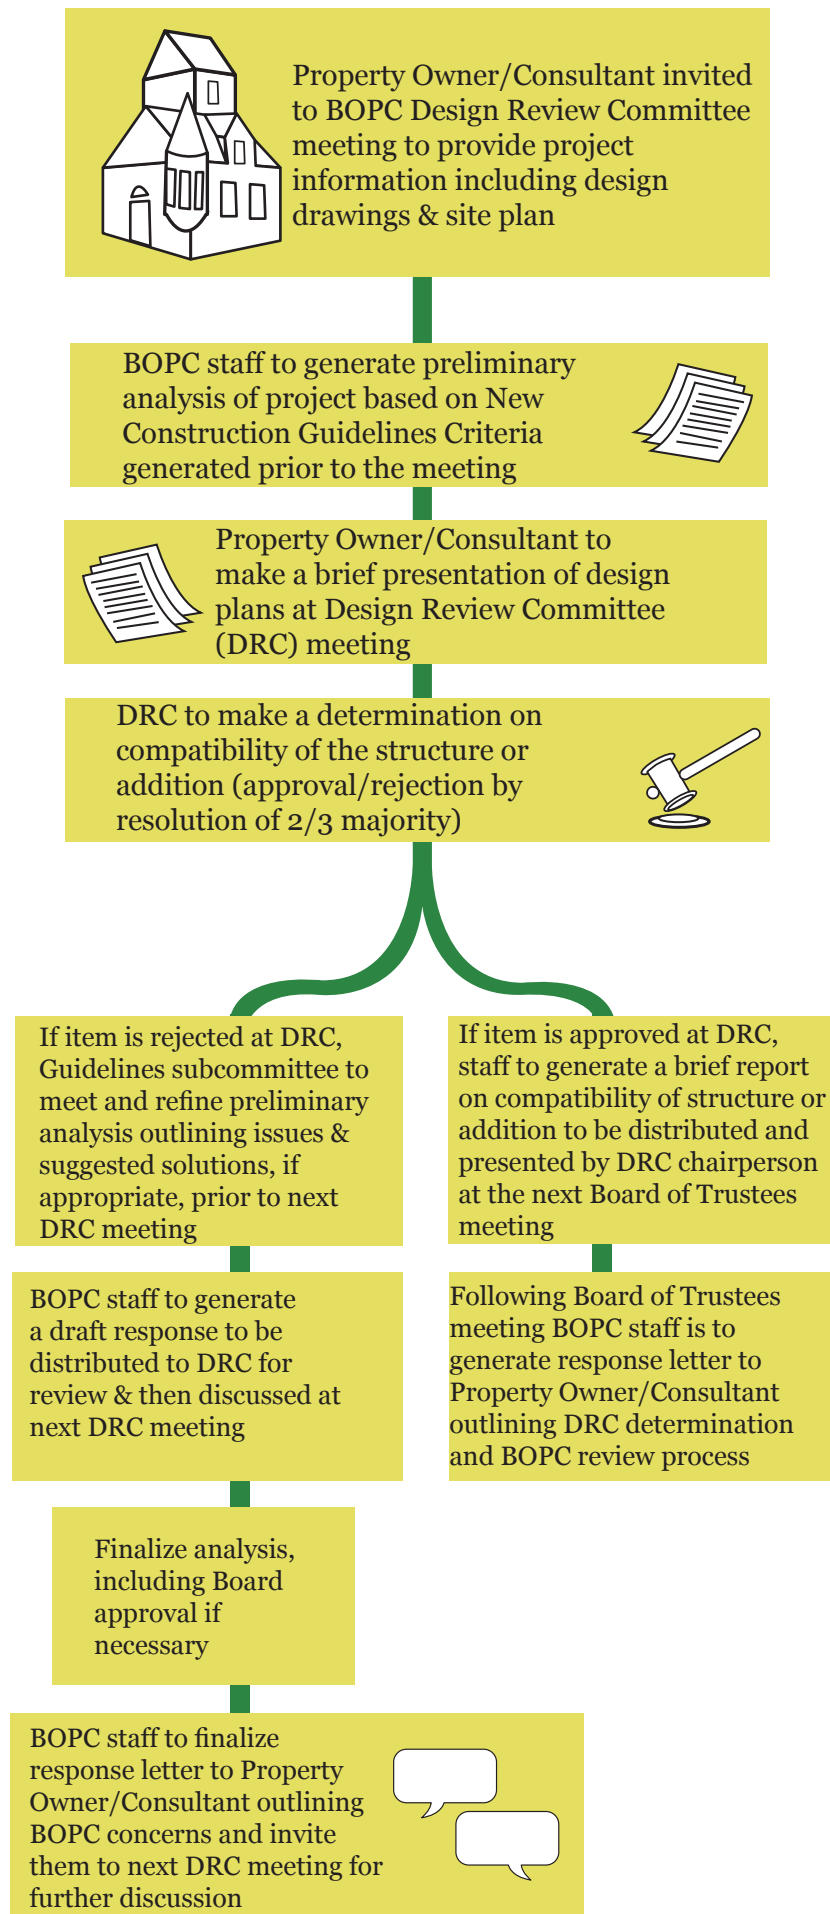 Property Owner/Consultant invited
to BOPC Design Review Committee
meeting to provide project
information including design
drawings & site plan
BOPC staff to generate preliminary
analysis of project based on New
Construction Guidelines Criteria
generated prior to the meeting
Property Owner/Consultant to
make a brief presentation of design
plans at Design Review Committee
(DRC) meeting
DRC to make a determination on
compatibility of the structure or
addition (approval/rejection by
resolution of 2/3 majority)
If item is rejected at DRC,
Guidelines subcommittee to
meet and refine preliminary
analysis outlining issues &
suggested solutions, if
appropriate, prior to next
DRC meeting
BOPC staff to generate
a draft response to be
distributed to DRC for
review & then discussed at
next DRC meeting
Finalize analysis,
including Board
approval if
necessary
BOPC staff to finalize
response letter to Property
Owner/Consultant outlining
BOPC concerns and invite
them to next DRC meeting for
further discussion
If item is approved at DRC,
staff to generate a brief report
on compatibility of structure or
addition to be distributed and
presented by DRC chairperson
at the next Board of Trustees
meeting
Following Board of Trustees
meeting BOPC staff is to
generate response letter to
Property Owner/Consultant
outlining DRC determination
and BOPC review process